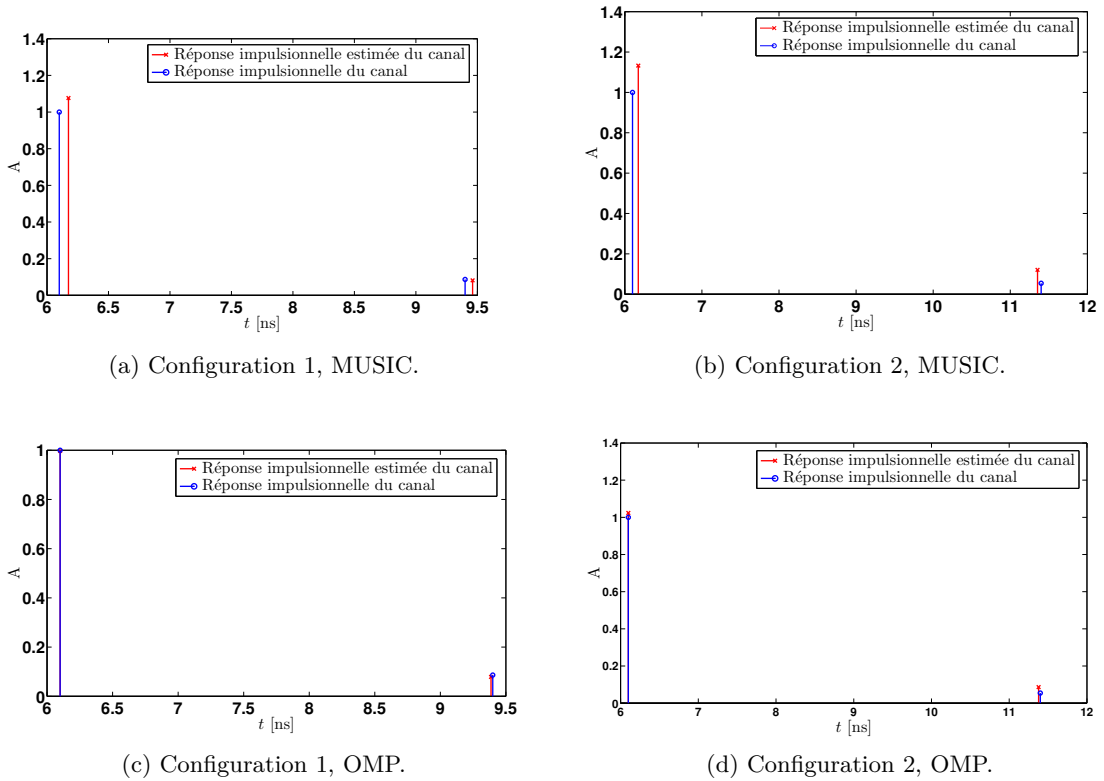 1.4
1.2
1
0.8
0.6
0.4
0.2
0
A
Réponse impulsionnelle estimée du canal
Réponse impulsionnelle du canal
6 6.5 7 7.5 8 8.5 9 9.5
t [ns]
(a) Configuration 1, MUSIC.
1.4
1.2
1
0.8
0.6
0.4
0.2
0
A
Réponse impulsionnelle estimée du canal
Réponse impulsionnelle du canal
6 7 8 9 10 11 12
t [ns]
(b) Configuration 2, MUSIC.
1
0.8
0.6
0.4
0.2
0
A
Réponse impulsionnelle estimée du canal
Réponse impulsionnelle du canal
6 6.5 7 7.5 8 8.5 9 9.5
t [ns]
(c) Configuration 1, OMP.
1.4
1.2
1
0.8
0.6
0.4
0.2
0
A
Réponse impulsionnelle estimée du canal
Réponse impulsionnelle du canal
6 7 8 9 10 11 12
t [ns]
(d) Configuration 2, OMP.